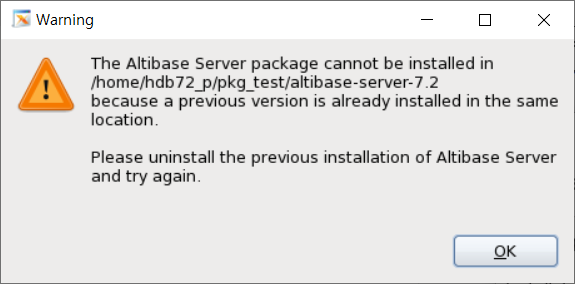 Warning
The Altibase Server package cannot be installed in
/home/hdb72_p/pkg_test/altibase-server-7.2
because a previous version is already installed in the same
location.
Please uninstall the previous installation of Altibase Server
and try again.
OK